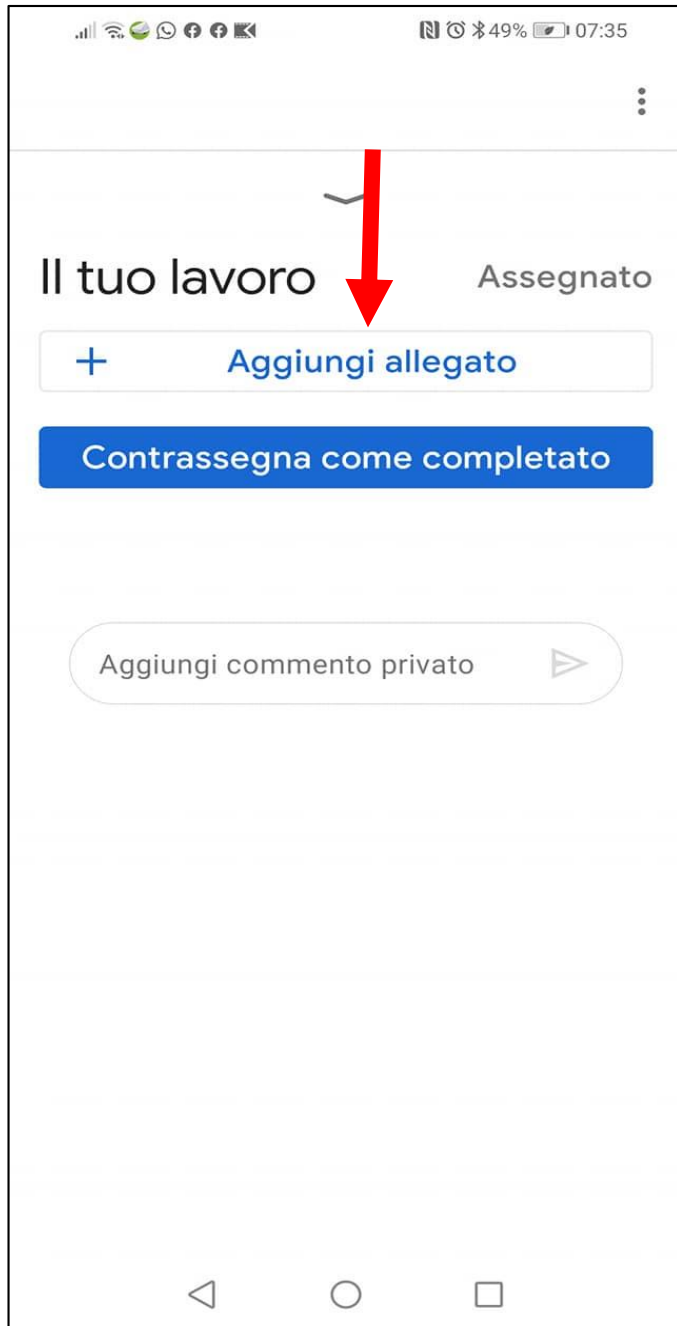 49% 07:35
Il tuo lavoro Assegnato
+ Aggiungi allegato
Contrassegna come completato
Aggiungi commento privato